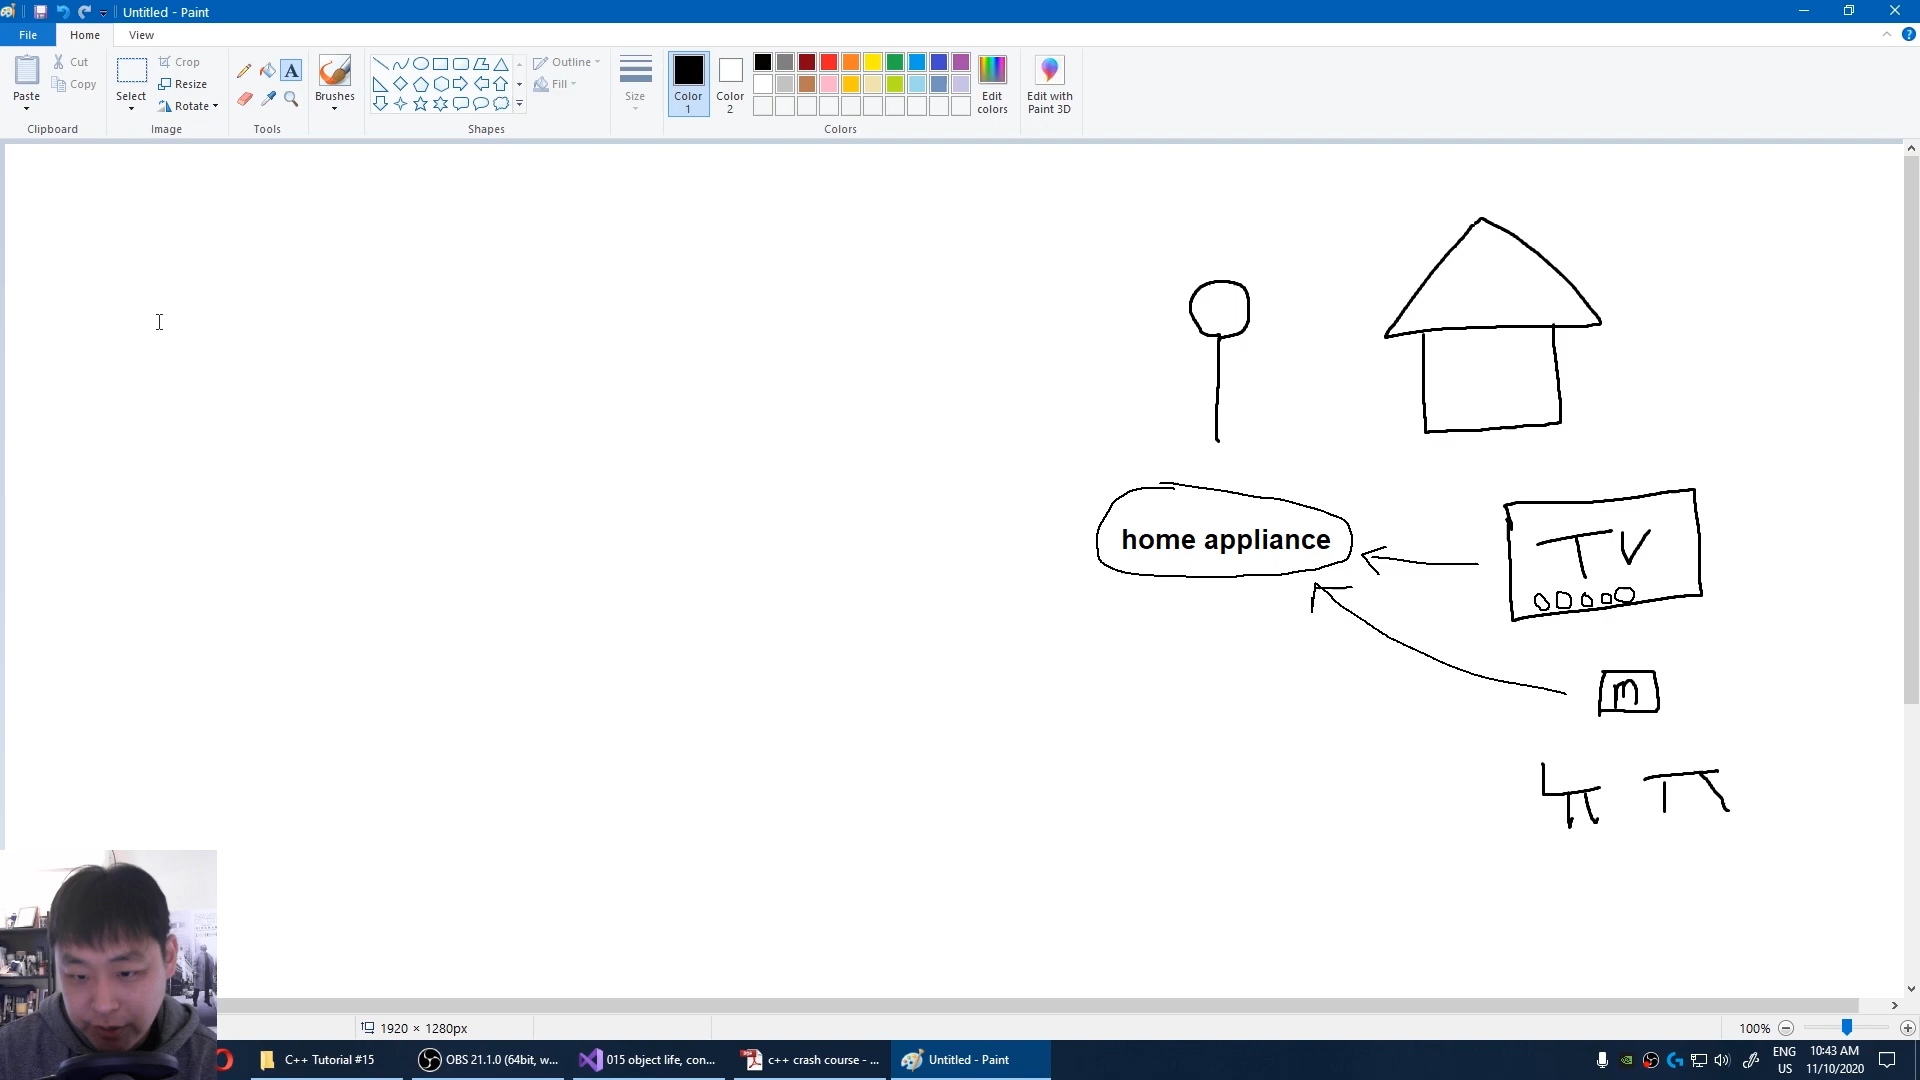 Untitled - Paint
File
Home
View
Paste
Cut
Copy
Clipboard
Select
Crop
Resize
Rotate
Image
A
Tools
Brushes
Outline
Fill
Shapes
Size
Color 1
Color 2
Edit colors
Colors
Edit with Paint 3D
home appliance
TV
m
1920 × 1280px
100%
C++ Tutorial #15
OBS 21.1.0 (64bit, w...
015 object life, con...
c++ crash course - ...
Untitled - Paint
ENG
US
10:43 AM
11/10/2020